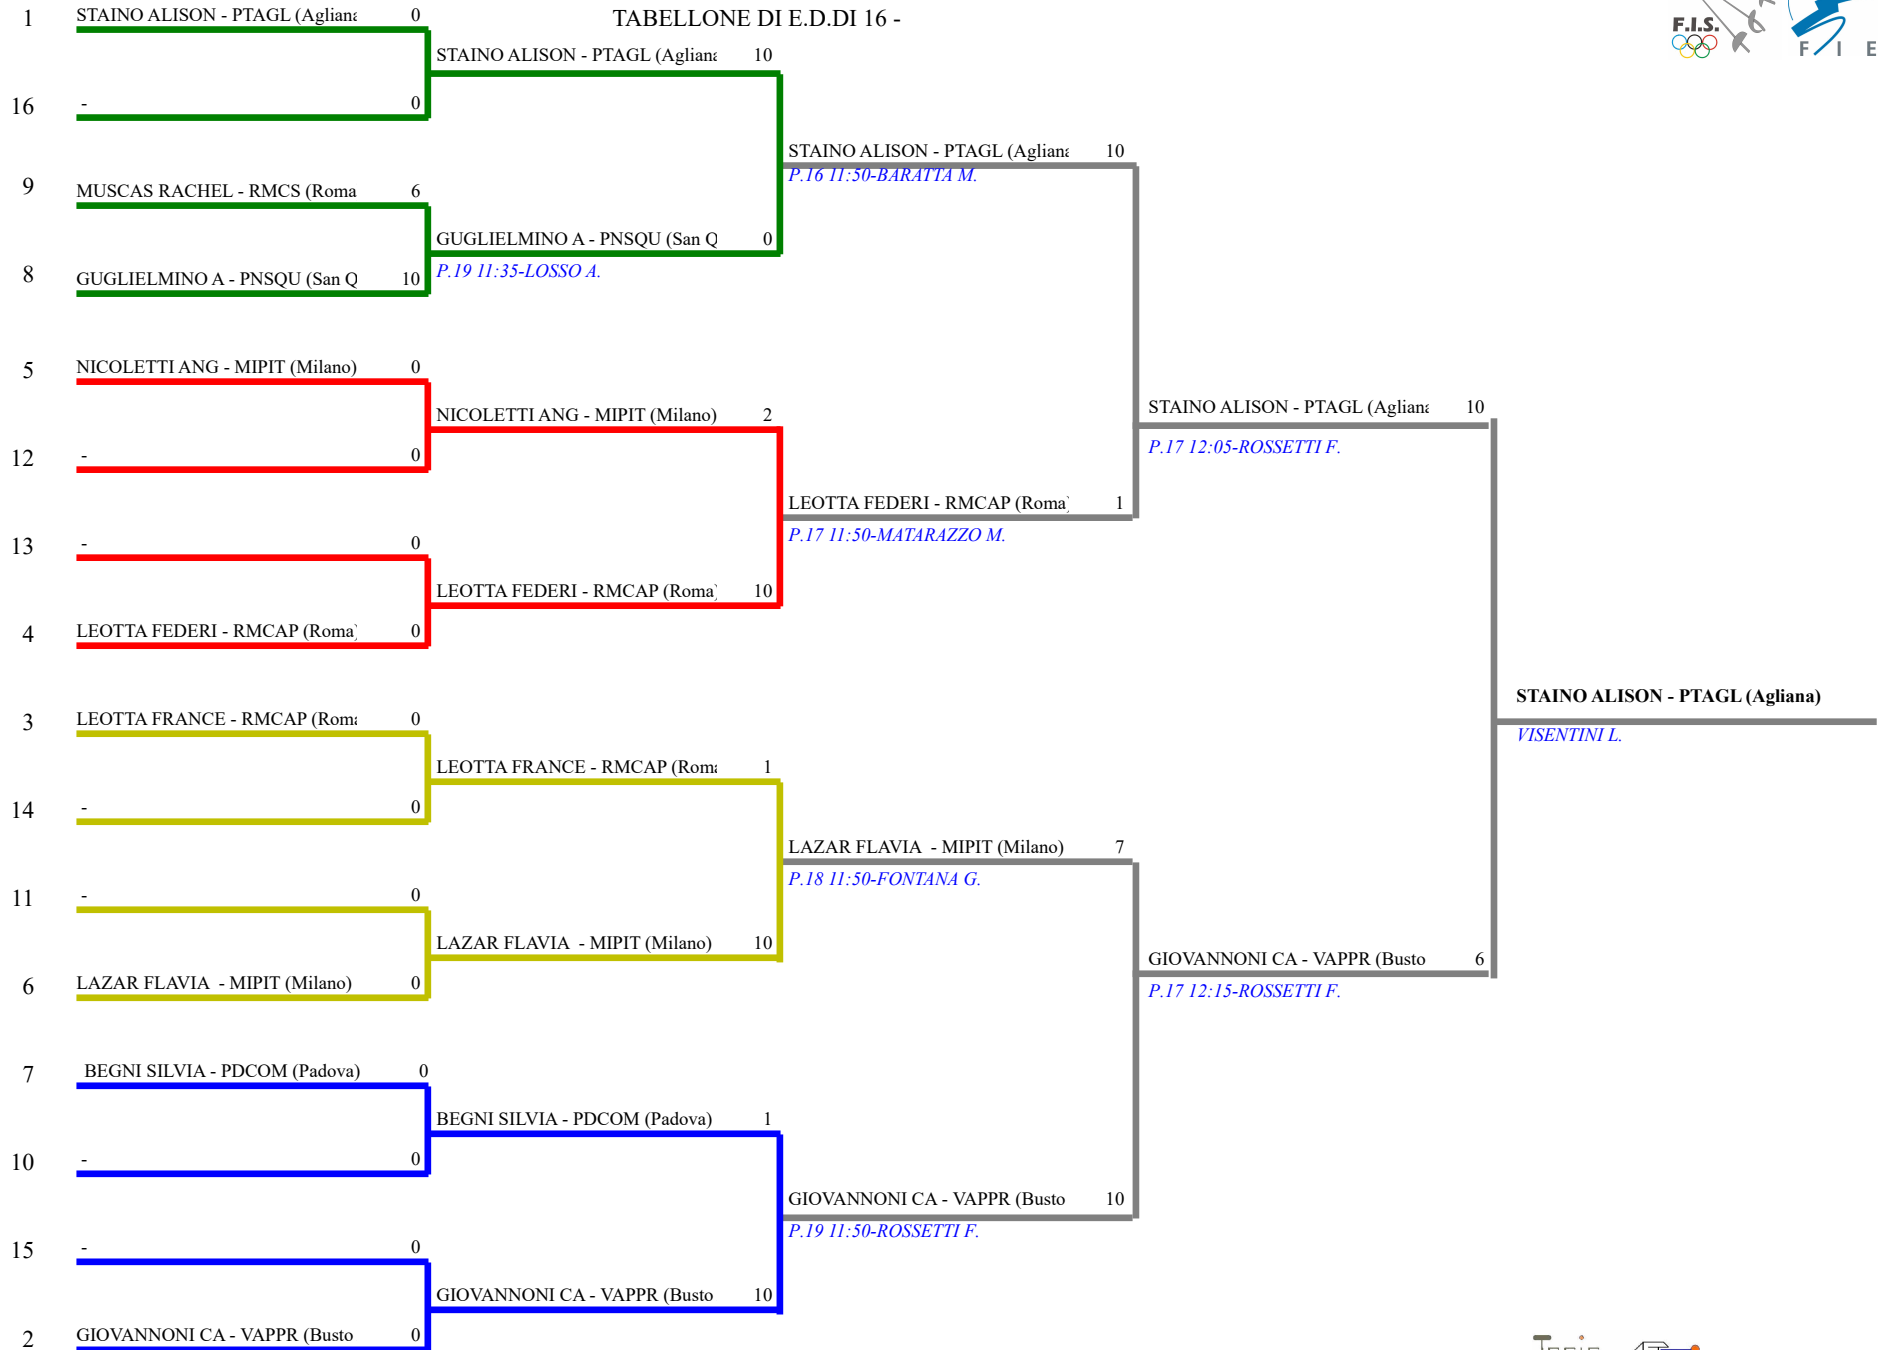 TABELLONE DI E.D.DI 16 -
F.I.S.
F I E
1 STAINO ALISON - PTAGL (Agliana 0
STAINO ALISON - PTAGL (Agliana 10
16 - 0
STAINO ALISON - PTAGL (Agliana 10
P.16 11:50-BARATTA M.
9 MUSCAS RACHEL - RMCS (Roma 6
GUGLIELMINO A - PNSQU (San Q 0
P.19 11:35-LOSSO A.
8 GUGLIELMINO A - PNSQU (San Q 10
5 NICOLETTI ANG - MIPIT (Milano) 0
NICOLETTI ANG - MIPIT (Milano) 2
STAINO ALISON - PTAGL (Agliana 10
P.17 12:05-ROSSETTI F.
12 - 0
LEOTTA FEDERI - RMCAP (Roma) 1
P.17 11:50-MATARAZZO M.
13 - 0
LEOTTA FEDERI - RMCAP (Roma) 10
4 LEOTTA FEDERI - RMCAP (Roma) 0
STAINO ALISON - PTAGL (Agliana)
VISENTINI L.
3 LEOTTA FRANCE - RMCAP (Roma 0
LEOTTA FRANCE - RMCAP (Roma 1
14 - 0
LAZAR FLAVIA - MIPIT (Milano) 7
P.18 11:50-FONTANA G.
11 - 0
LAZAR FLAVIA - MIPIT (Milano) 10
GIOVANNONI CA - VAPPR (Busto 6
P.17 12:15-ROSSETTI F.
6 LAZAR FLAVIA - MIPIT (Milano) 0
7 BEGNI SILVIA - PDCOM (Padova) 0
BEGNI SILVIA - PDCOM (Padova) 1
10 - 0
GIOVANNONI CA - VAPPR (Busto 10
P.19 11:50-ROSSETTI F.
15 - 0
GIOVANNONI CA - VAPPR (Busto 10
2 GIOVANNONI CA - VAPPR (Busto 0